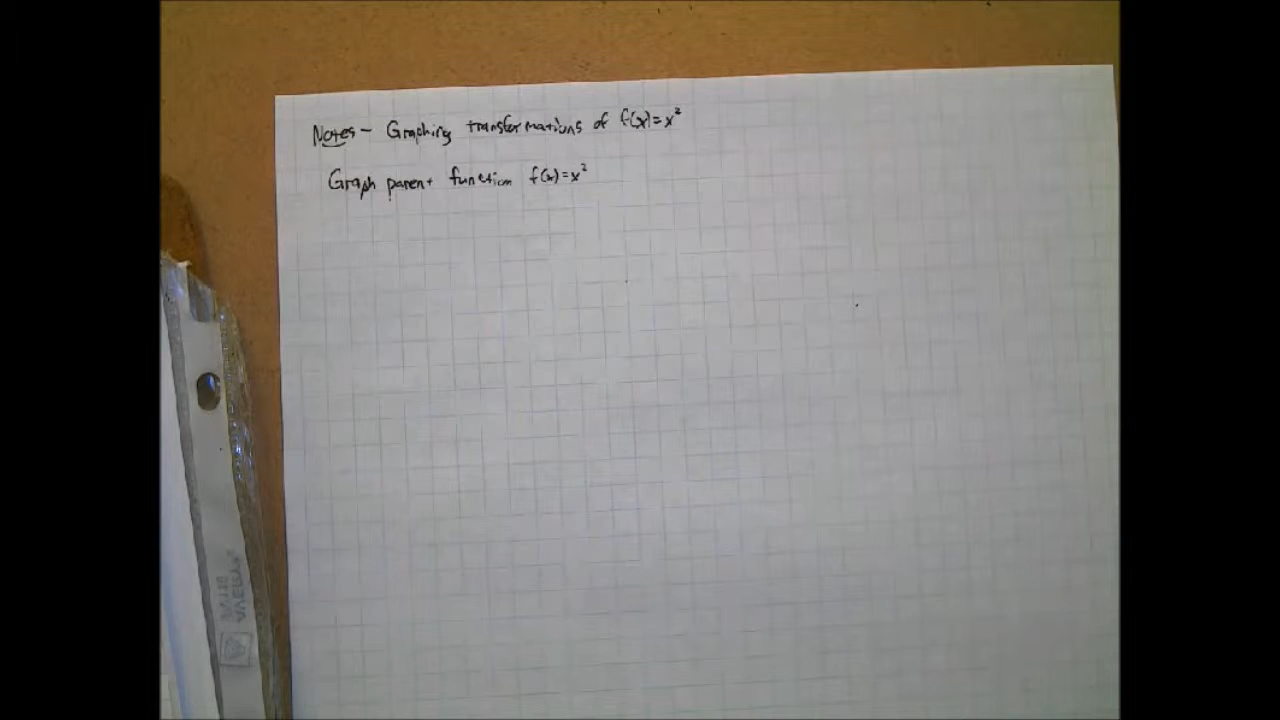 Notes - Graphing transformations of f(x)=x²
Graph parent function f(x)=x²